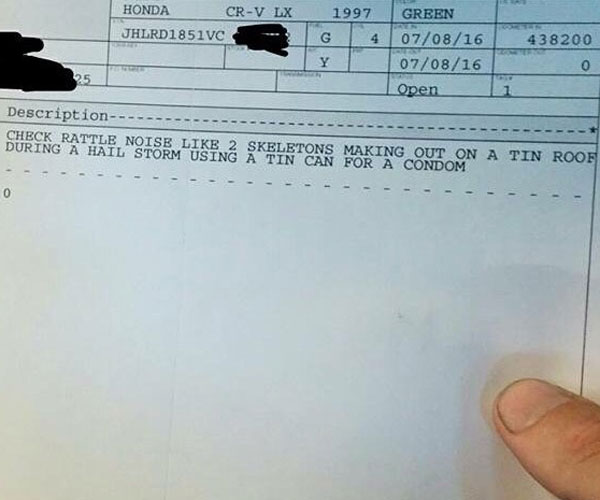 HONDA CR-V LX 1997 GREEN
JHLRD1851VC G 4 07/08/16 438200
Y 07/08/16 0
25 Open 1
Description
CHECK RATTLE NOISE LIKE 2 SKELETONS MAKING OUT ON A TIN ROOF
DURING A HAIL STORM USING A TIN CAN FOR A CONDOM
0